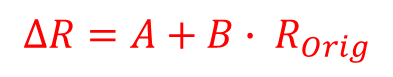 ΔR = A + B · R_Orig